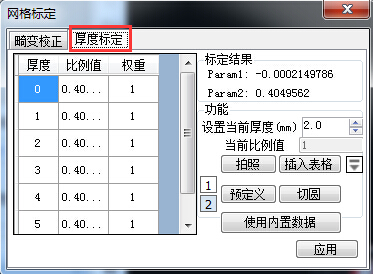 网格标定
畸变校正 厚度标定
厚度 比例值 权重
0 0.40... 1
1 0.40... 1
2 0.40... 1
3 0.40... 1
4 0.40... 1
5 0.40... 1
标定结果
Param1: -0.0002149786
Param2: 0.4049562
功能
设置当前厚度(mm) 2.0
当前比例值 1
拍照 插入表格
1
2
预定义 切圆
使用内置数据
应用